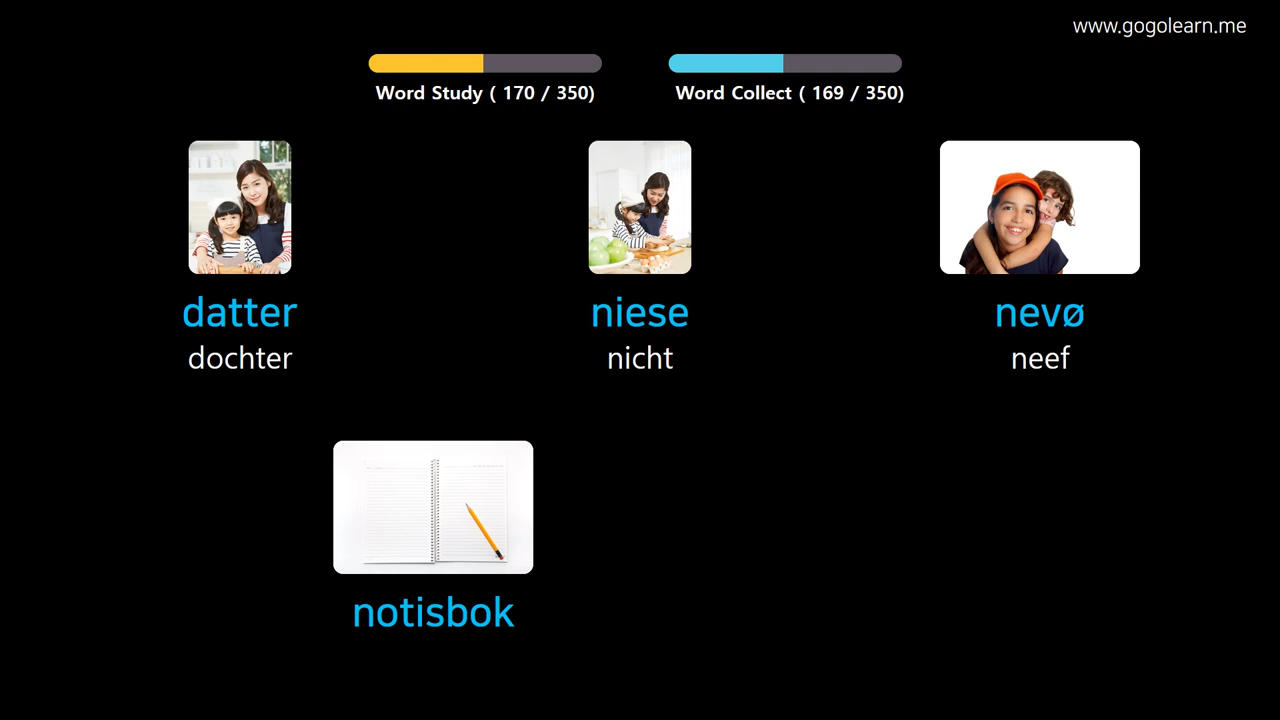 www.gogolearn.me
Word Study ( 170 / 350)
Word Collect ( 169 / 350)
datter
niese
nevø
dochter
nicht
neef
notisbok